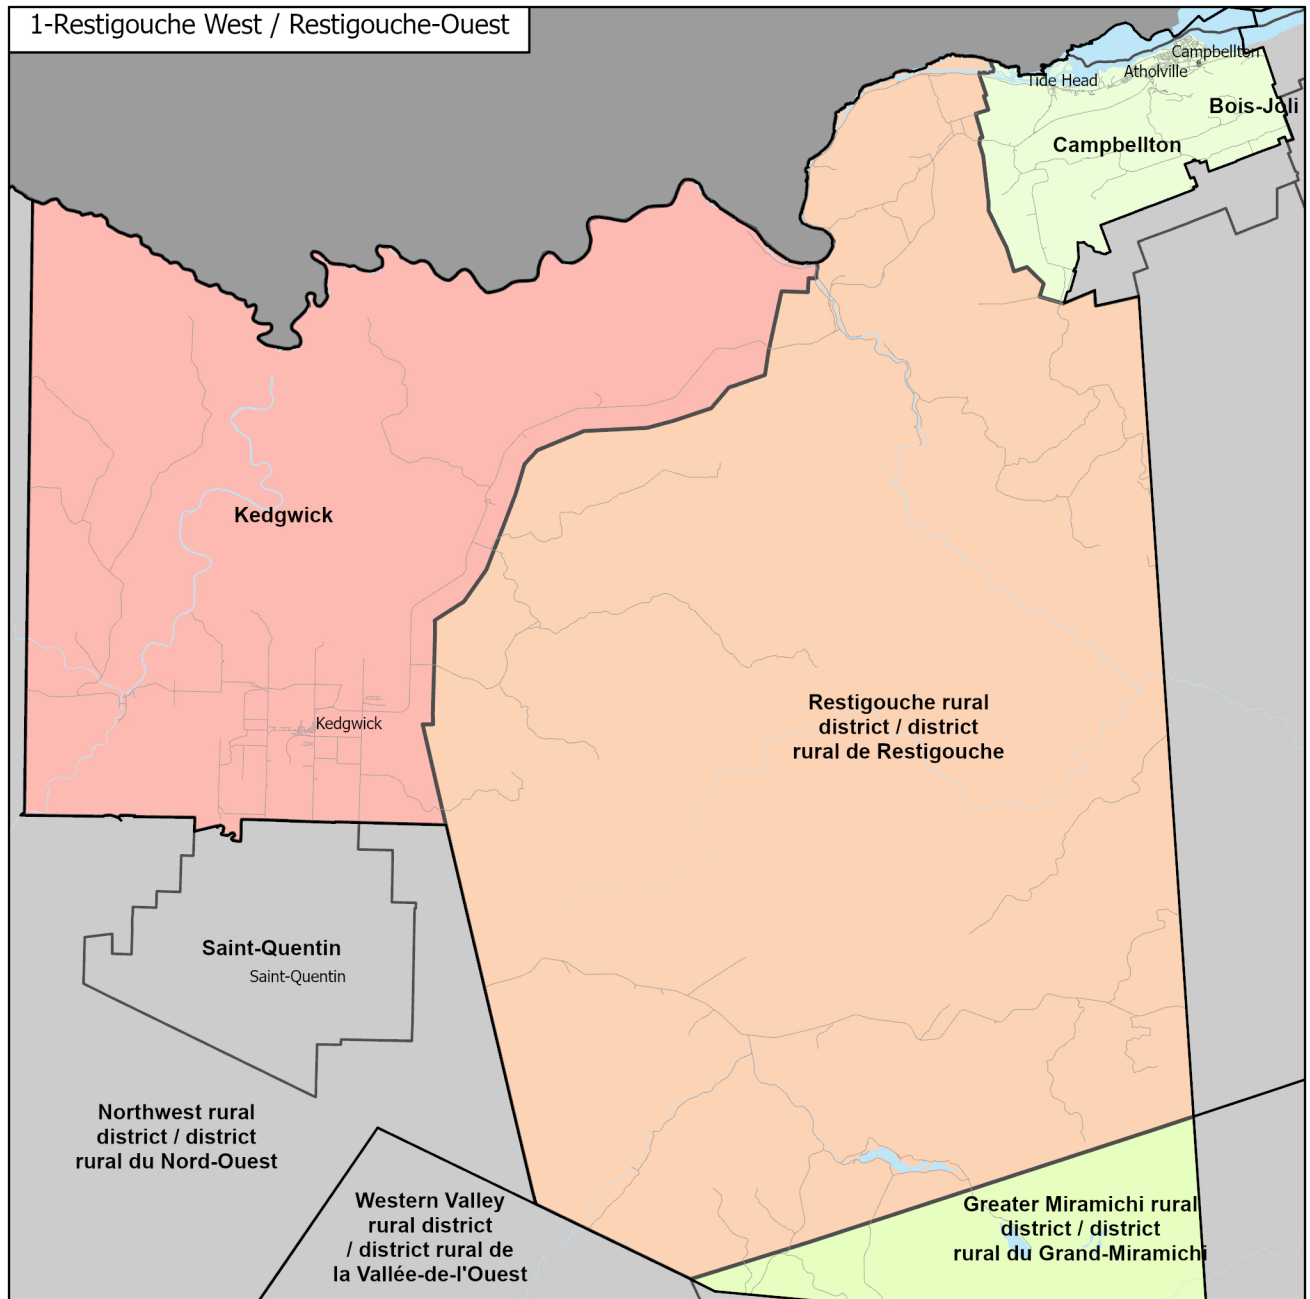 1-Restigouche West / Restigouche-Ouest
Campbellton
Tide Head
Atholville
Bois-Joli
Campbellton
Kedgwick
Restigouche rural
district / district
rural de Restigouche
Kedgwick
Saint-Quentin
Saint-Quentin
Northwest rural
district / district
rural du Nord-Ouest
Western Valley
rural district
/ district rural de
la Vallée-de-l'Ouest
Greater Miramichi rural
district / district
rural du Grand-Miramichi